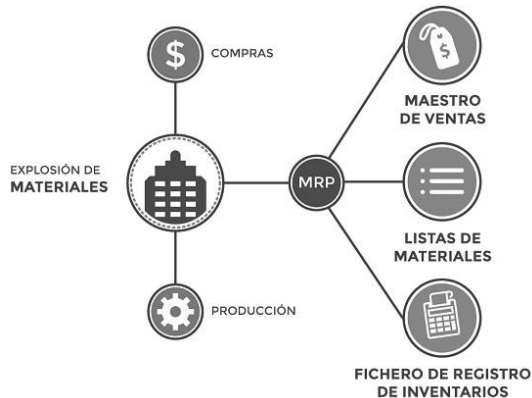 $
COMPRAS
$
MAESTRO
DE VENTAS
EXPLOSIÓN DE
MATERIALES
MRP
LISTAS DE
MATERIALES
PRODUCCIÓN
FICHERO DE REGISTRO
DE INVENTARIOS